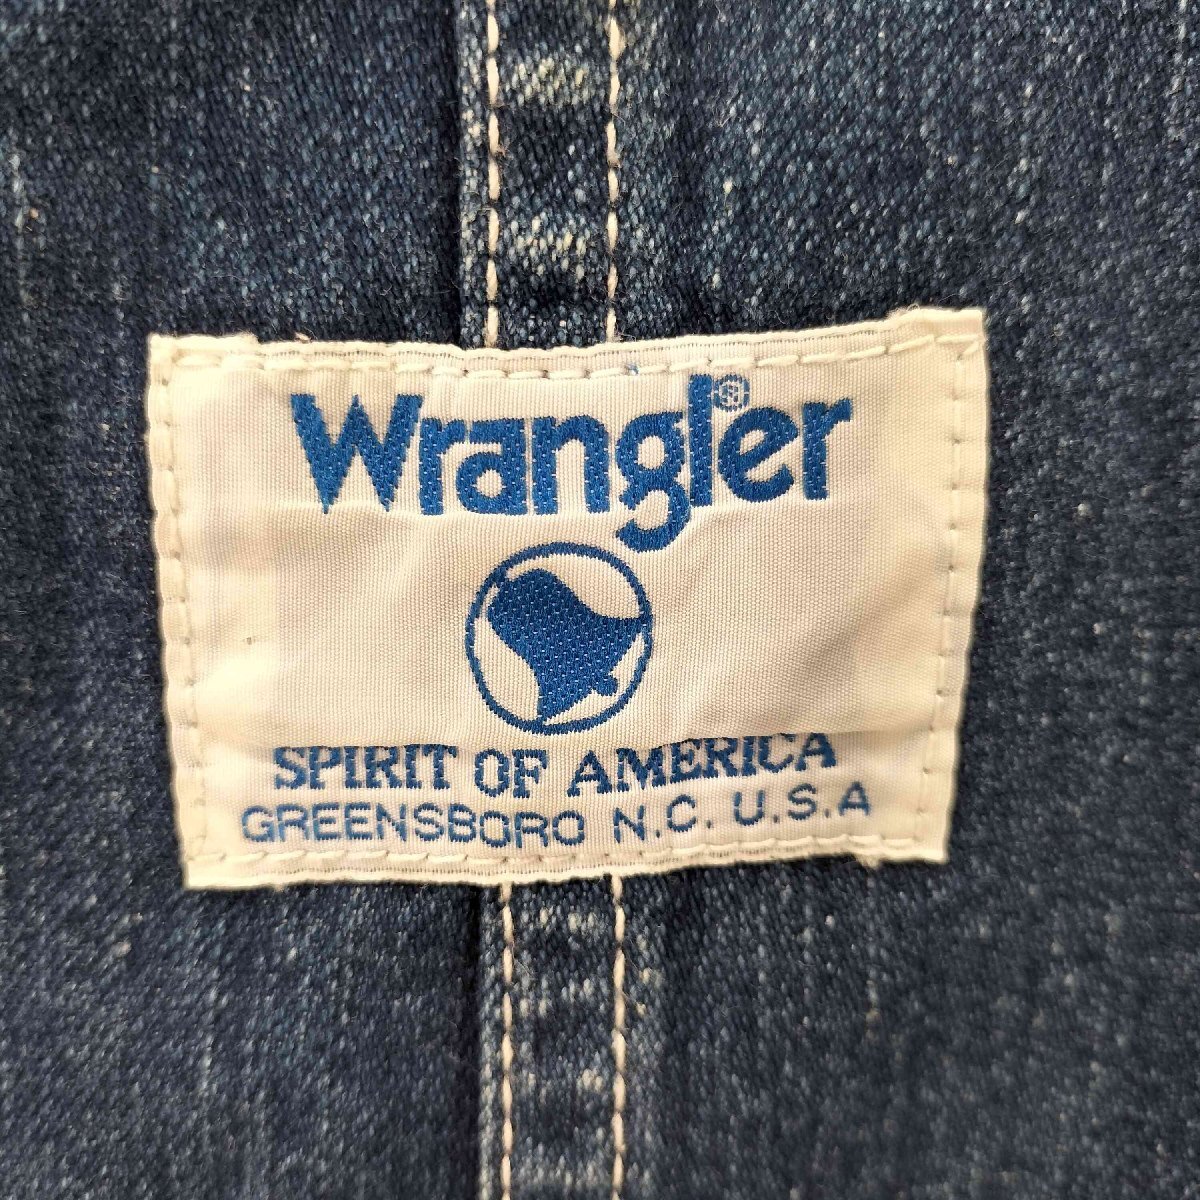 Wrangler®
SPIRIT OF AMERICA
GREENSBORO N.C. U.S.A